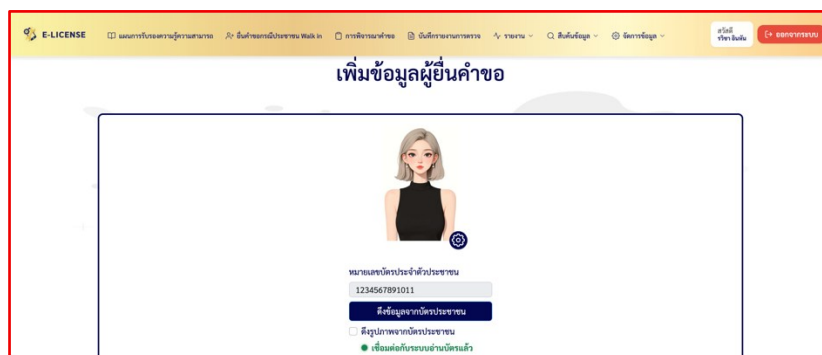 E-LICENSE
แผนการรับรองความรู้ความสามารถ
ยื่นคำขอกรณีประชาชน Walk in
การพิจารณาคำขอ
บันทึกรายงานการตรวจ
รายงาน
สืบค้นข้อมูล
จัดการข้อมูล
สวัสดี
ออกจากระบบ
เพิ่มข้อมูลผู้ยื่นคำขอ
หมายเลขบัตรประจำตัวประชาชน
1234567891011
ดึงข้อมูลจากบัตรประชาชน
ดึงรูปภาพจากบัตรประชาชน
เชื่อมต่อกับระบบอ่านบัตรแล้ว